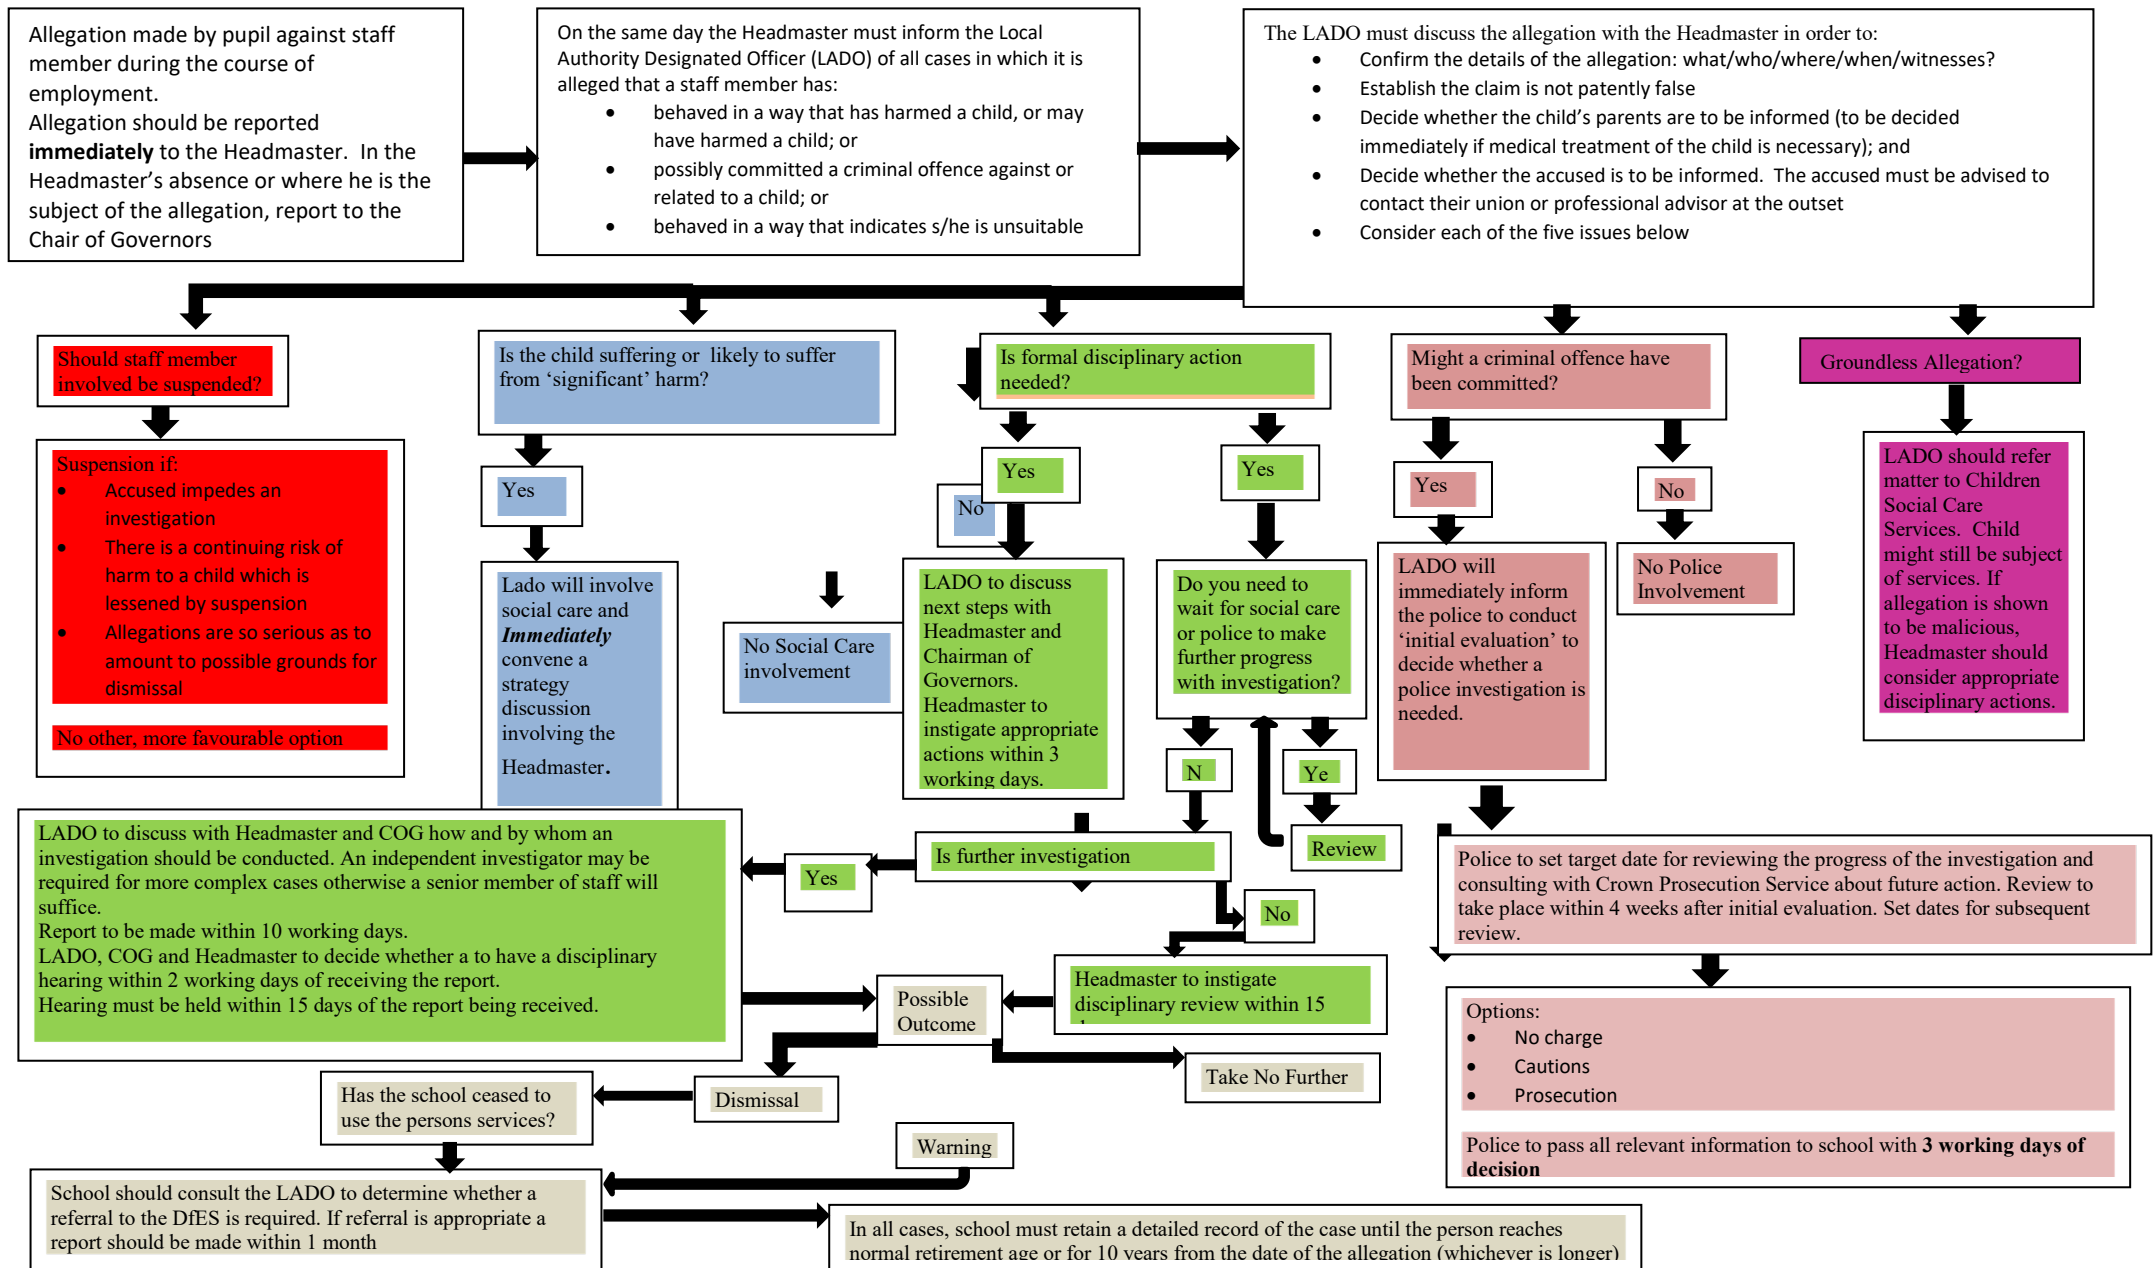 Allegation made by pupil against staff
member during the course of
employment.
Allegation should be reported
immediately to the Headmaster.  In the
Headmaster's absence or where he is the
subject of the allegation, report to the
Chair of Governors
On the same day the Headmaster must inform the Local
Authority Designated Officer (LADO) of all cases in which it is
alleged that a staff member has:
• behaved in a way that has harmed a child, or may
have harmed a child; or
• possibly committed a criminal offence against or
related to a child; or
• behaved in a way that indicates s/he is unsuitable
The LADO must discuss the allegation with the Headmaster in order to:
• Confirm the details of the allegation: what/who/where/when/witnesses?
• Establish the claim is not patently false
• Decide whether the child's parents are to be informed (to be decided
immediately if medical treatment of the child is necessary); and
• Decide whether the accused is to be informed.  The accused must be advised to
contact their union or professional advisor at the outset
• Consider each of the five issues below
Should staff member
involved be suspended?
Is the child suffering or  likely to suffer
from 'significant' harm?
Is formal disciplinary action
needed?
Might a criminal offence have
been committed?
Groundless Allegation?
Suspension if:
• Accused impedes an
investigation
• There is a continuing risk of
harm to a child which is
lessened by suspension
• Allegations are so serious as to
amount to possible grounds for
dismissal
No other, more favourable option
Yes
No
Yes
Yes
Yes
No
Lado will involve
social care and
Immediately
convene a
strategy
discussion
involving the
Headmaster.
No Social Care
involvement
LADO to discuss
next steps with
Headmaster and
Chairman of
Governors.
Headmaster to
instigate appropriate
actions within 3
working days.
Do you need to
wait for social care
or police to make
further progress
with investigation?
N
Ye
Review
LADO will
immediately inform
the police to conduct
'initial evaluation' to
decide whether a
police investigation is
needed.
No Police
Involvement
LADO should refer
matter to Children
Social Care
Services.  Child
might still be subject
of services. If
allegation is shown
to be malicious,
Headmaster should
consider appropriate
disciplinary actions.
LADO to discuss with Headmaster and COG how and by whom an
investigation should be conducted. An independent investigator may be
required for more complex cases otherwise a senior member of staff will
suffice.
Report to be made within 10 working days.
LADO, COG and Headmaster to decide whether a to have a disciplinary
hearing within 2 working days of receiving the report.
Hearing must be held within 15 days of the report being received.
Yes
Is further investigation
No
Headmaster to instigate
disciplinary review within 15
Police to set target date for reviewing the progress of the investigation and
consulting with Crown Prosecution Service about future action. Review to
take place within 4 weeks after initial evaluation. Set dates for subsequent
review.
Possible
Outcome
Take No Further
Dismissal
Has the school ceased to
use the persons services?
Warning
Options:
• No charge
• Cautions
• Prosecution
Police to pass all relevant information to school with 3 working days of
decision
School should consult the LADO to determine whether a
referral to the DfES is required. If referral is appropriate a
report should be made within 1 month
In all cases, school must retain a detailed record of the case until the person reaches
normal retirement age or for 10 years from the date of the allegation (whichever is longer)